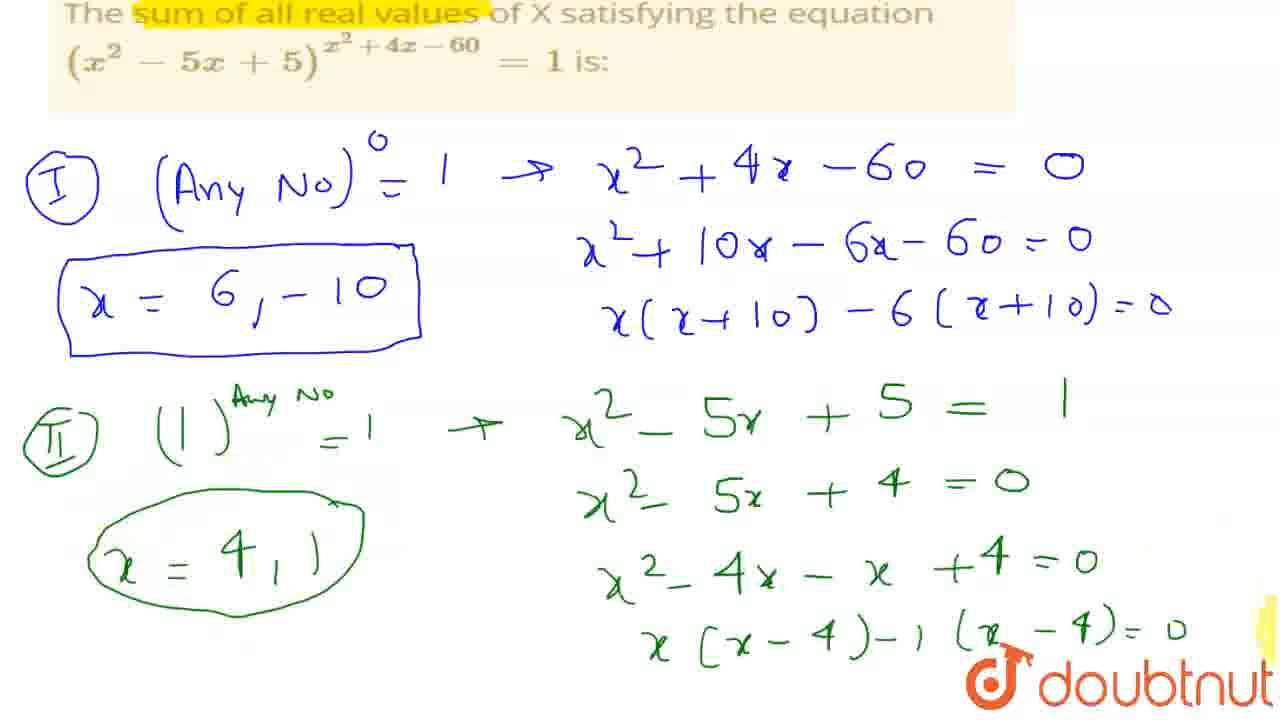 The sum of all real values of X satisfying the equation
(x² − 5x + 5)^(x² + 4x − 60) = 1 is:
I (Any No)⁰ = 1 → x² + 4x − 60 = 0
x² + 10x − 6x − 60 = 0
x = 6, −10
x(x + 10) − 6(x + 10) = 0
II (1)^(Any No) = 1 → x² − 5x + 5 = 1
x² − 5x + 4 = 0
x = 4, 1
x² − 4x − x + 4 = 0
x(x − 4) − 1(x − 4) = 0
doubtnut